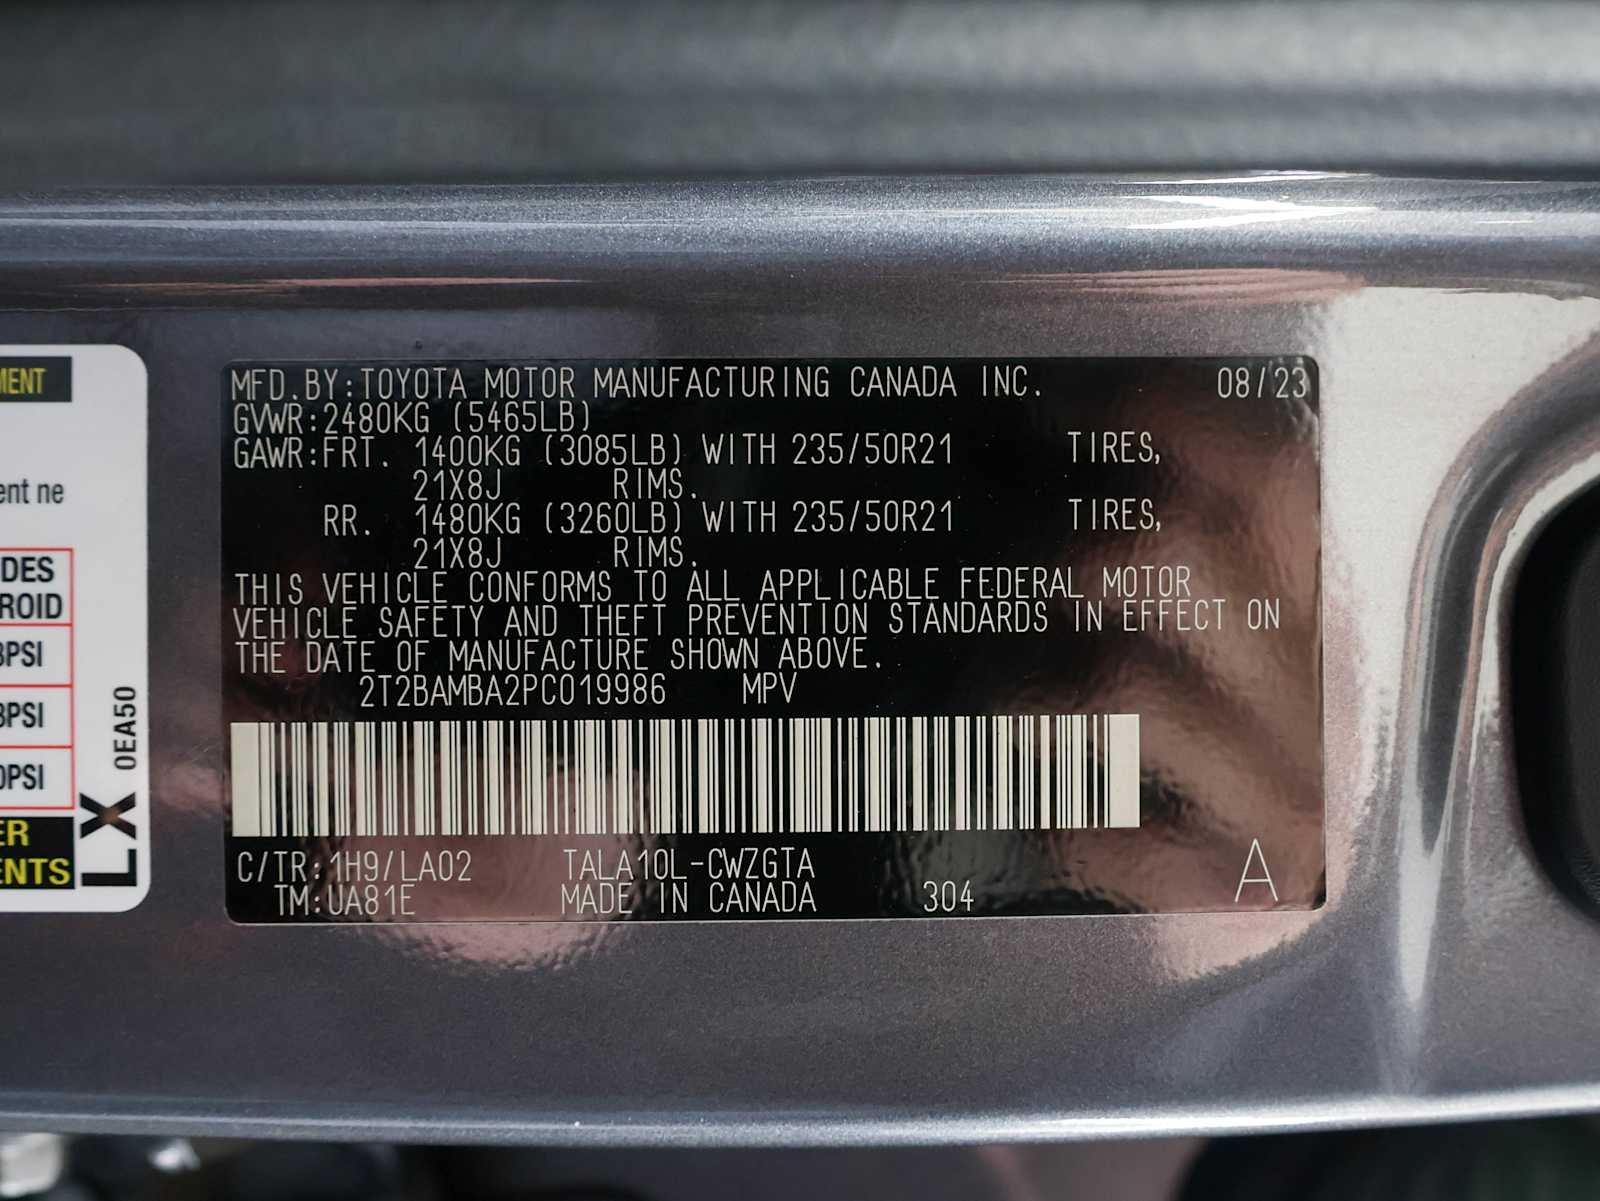 MENT
ent ne
DES
ROID
PSI
PSI
PSI
ER
ENTS
LX 0EA50
MFD.BY:TOYOTA MOTOR MANUFACTURING CANADA INC. 08/23
GVWR:2480KG (5465LB)
GAWR:FRT. 1400KG (3085LB) WITH 235/50R21 TIRES,
21X8J RIMS.
RR. 1480KG (3260LB) WITH 235/50R21 TIRES,
21X8J RIMS.
THIS VEHICLE CONFORMS TO ALL APPLICABLE FEDERAL MOTOR
VEHICLE SAFETY AND THEFT PREVENTION STANDARDS IN EFFECT ON
THE DATE OF MANUFACTURE SHOWN ABOVE.
2T2BAMBA2PC019986 MPV
C/TR:1H9/LA02 TALA10L-CWZGTA
TM:UA81E MADE IN CANADA 304 A